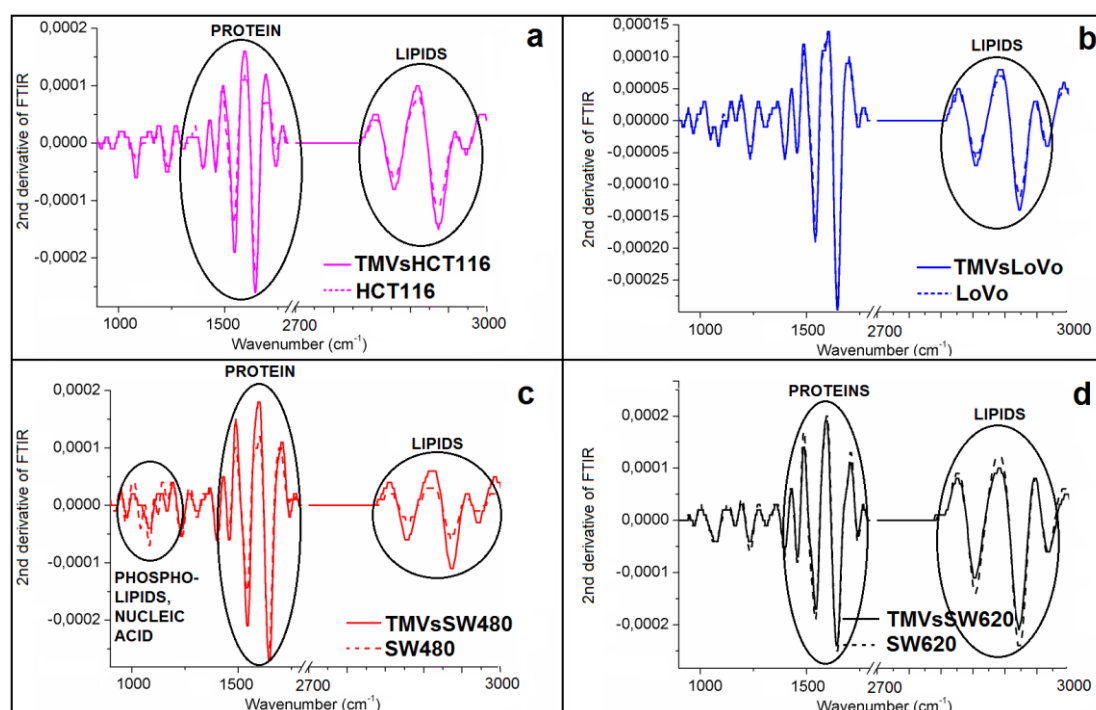 a
PROTEIN
LIPIDS
2nd derivative of FTIR
0,0002
0,0001
0,0000
-0,0001
-0,0002
TMVsHCT116
HCT116
1000
1500
2700
3000
Wavenumber (cm-1)
b
LIPIDS
2nd derivative of FTIR
0,00015
0,00010
0,00005
0,00000
-0,00005
-0,00010
-0,00015
-0,00020
-0,00025
TMVsLoVo
LoVo
1000
1500
2700
3000
Wavenumber (cm-1)
c
PROTEIN
LIPIDS
2nd derivative of FTIR
0,0002
0,0001
0,0000
-0,0001
-0,0002
PHOSPHO-
LIPIDS,
NUCLEIC
ACID
TMVsSW480
SW480
1000
1500
2700
3000
Wavenumber (cm-1)
d
PROTEINS
LIPIDS
2nd derivative of FTIR
0,0002
0,0001
0,0000
-0,0001
-0,0002
TMVsSW620
SW620
1000
1500
2700
3000
Wavenumber (cm-1)